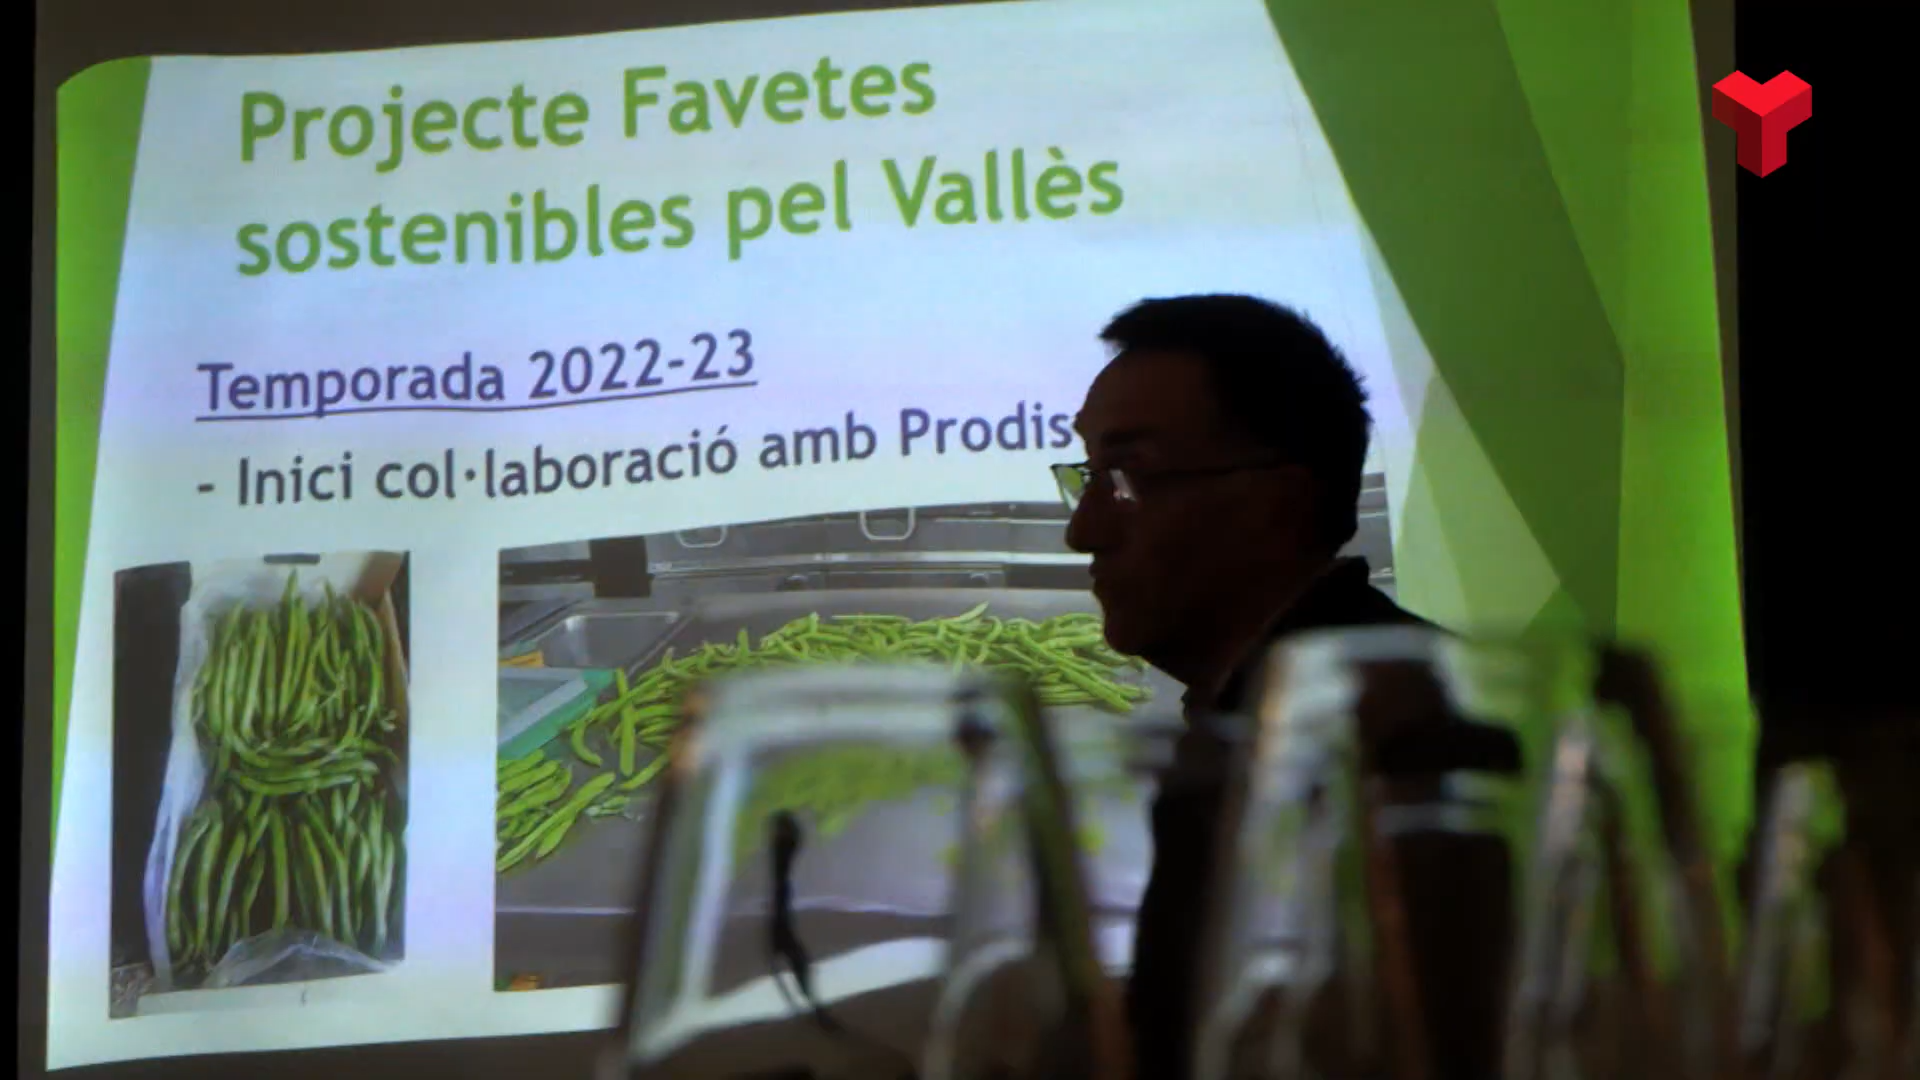 Projecte Favetes
sostenibles pel Vallès
Temporada 2022-23
- Inici col·laboració amb Prodis